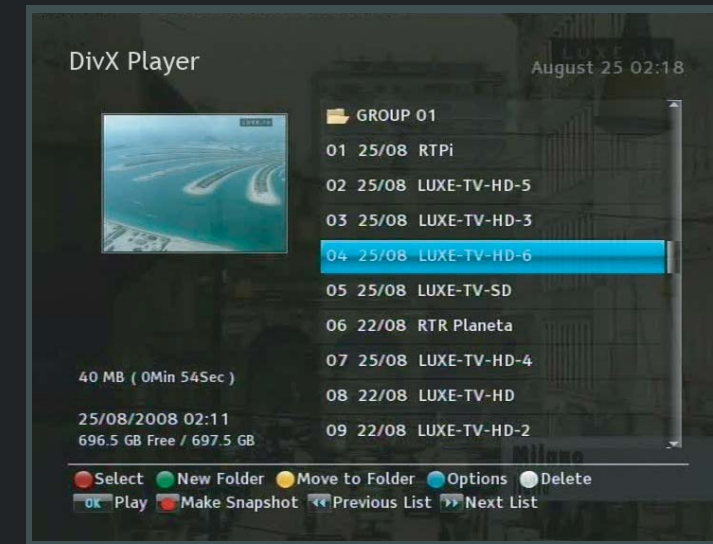 DivX Player
LUXE.TV
August 25 02:18
LUXE.TV
GROUP 01
01 25/08 RTPi
02 25/08 LUXE-TV-HD-5
03 25/08 LUXE-TV-HD-3
04 25/08 LUXE-TV-HD-6
05 25/08 LUXE-TV-SD
06 22/08 RTR Planeta
07 25/08 LUXE-TV-HD-4
08 22/08 LUXE-TV-HD
09 22/08 LUXE-TV-HD-2
40 MB ( 0Min 54Sec )
25/08/2008 02:11
696.5 GB Free / 697.5 GB
Milano
Select New Folder Move to Folder Options Delete
OK Play Make Snapshot Previous List Next List